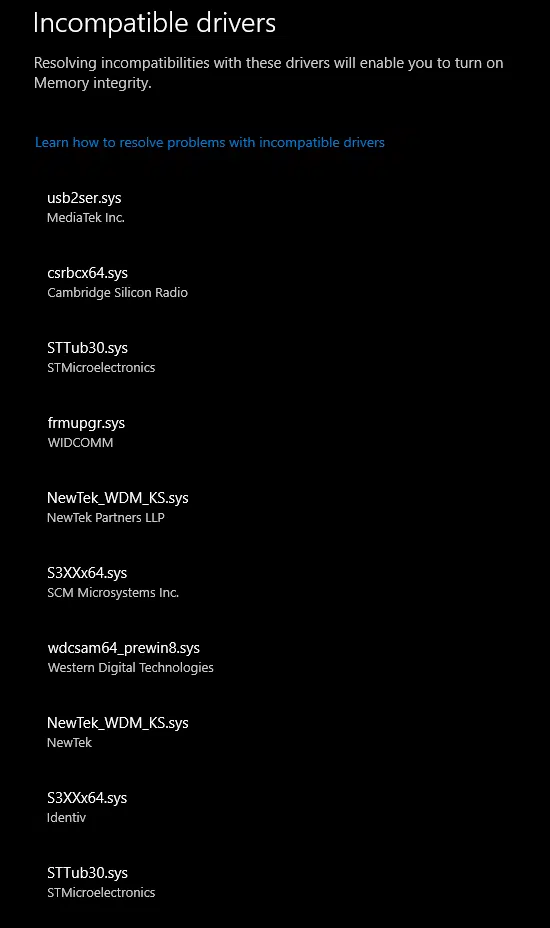 Incompatible drivers
Resolving incompatibilities with these drivers will enable you to turn on
Memory integrity.
Learn how to resolve problems with incompatible drivers
usb2ser.sys
MediaTek Inc.
csrbcx64.sys
Cambridge Silicon Radio
STTub30.sys
STMicroelectronics
frmupgr.sys
WIDCOMM
NewTek_WDM_KS.sys
NewTek Partners LLP
S3XXx64.sys
SCM Microsystems Inc.
wdcsam64_prewin8.sys
Western Digital Technologies
NewTek_WDM_KS.sys
NewTek
S3XXx64.sys
Identiv
STTub30.sys
STMicroelectronics